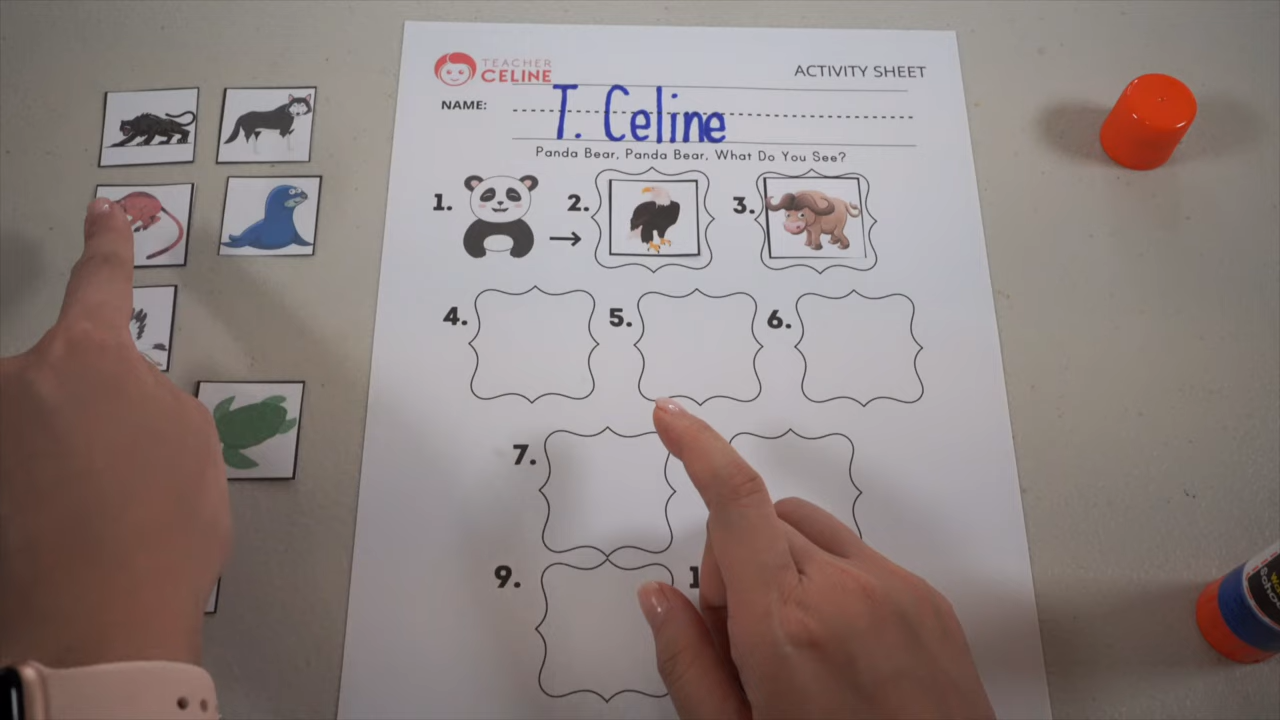 TEACHER
CELINE
ACTIVITY SHEET
NAME: T. Celine
Panda Bear, Panda Bear, What Do You See?
1. 2. 3.
4. 5. 6.
7.
9.